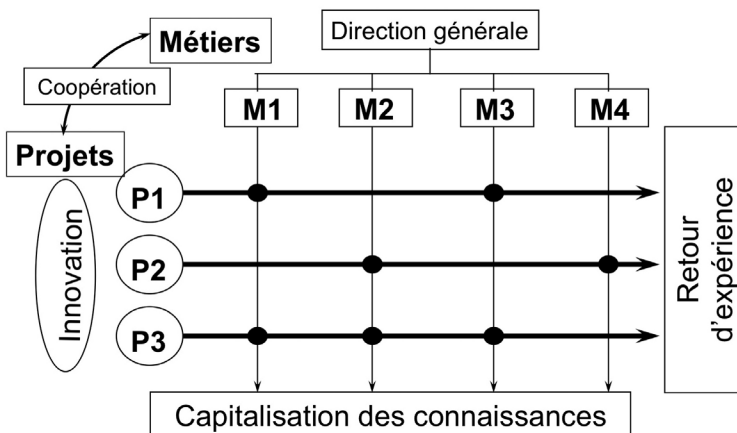 Métiers
Direction générale
Coopération
M1 M2 M3 M4
Projets
P1
P2
P3
Innovation
Retour
d'expérience
Capitalisation des connaissances